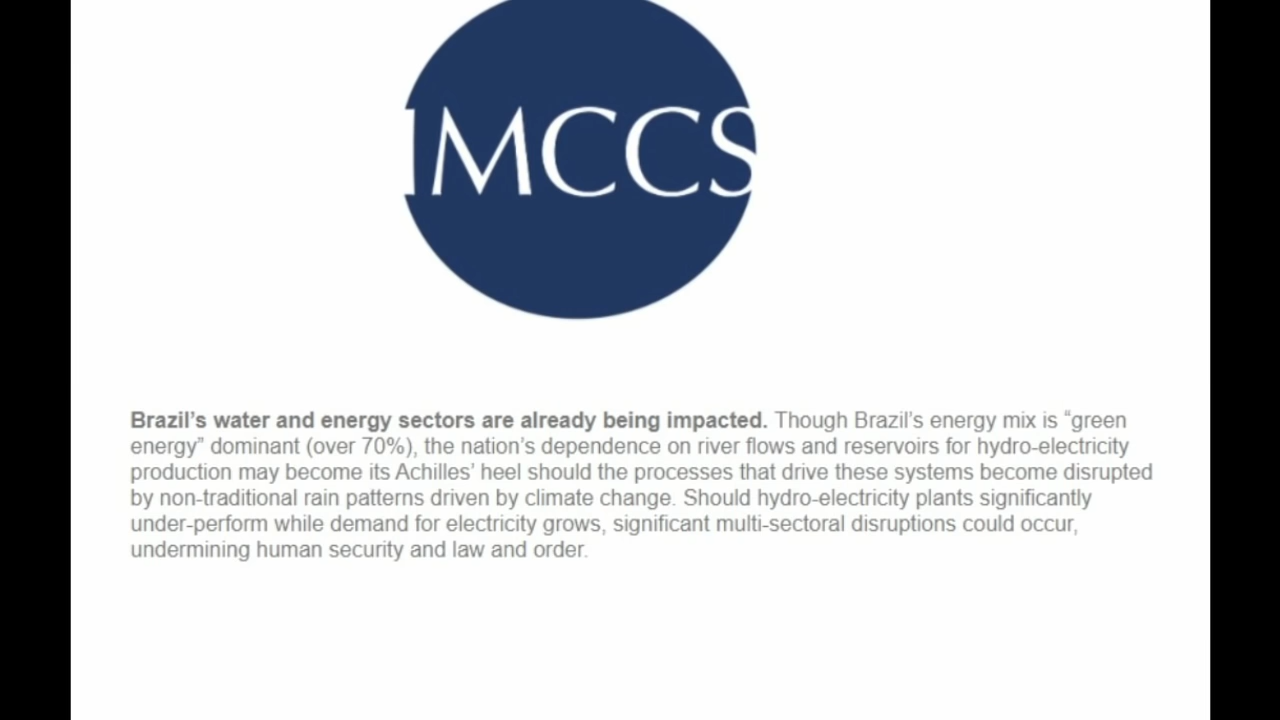 IMCCS
Brazil’s water and energy sectors are already being impacted. Though Brazil’s energy mix is “green
energy” dominant (over 70%), the nation’s dependence on river flows and reservoirs for hydro-electricity
production may become its Achilles’ heel should the processes that drive these systems become disrupted
by non-traditional rain patterns driven by climate change. Should hydro-electricity plants significantly
under-perform while demand for electricity grows, significant multi-sectoral disruptions could occur,
undermining human security and law and order.